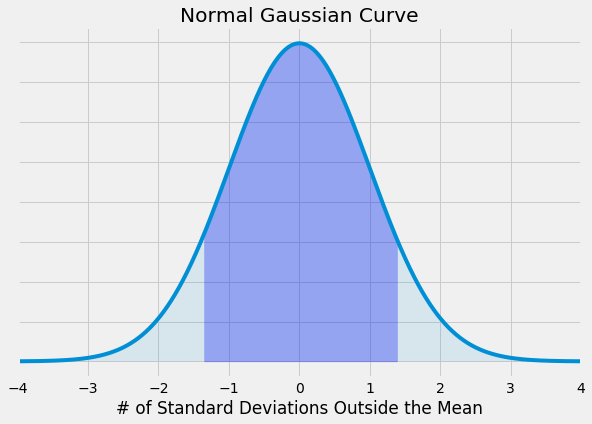 Normal Gaussian Curve
−4 −3 −2 −1 0 1 2 3 4
# of Standard Deviations Outside the Mean